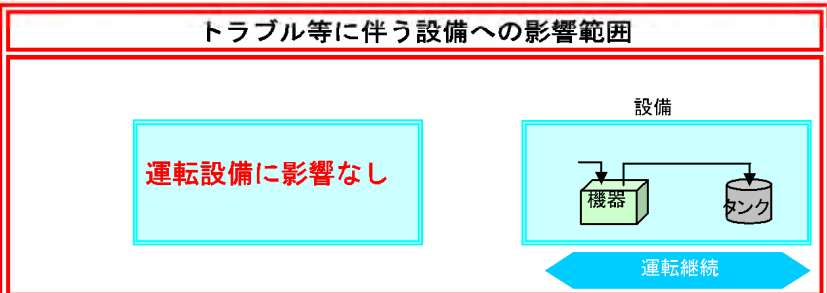 トラブル等に伴う設備への影響範囲
設備
運転設備に影響なし
機器
タンク
運転継続